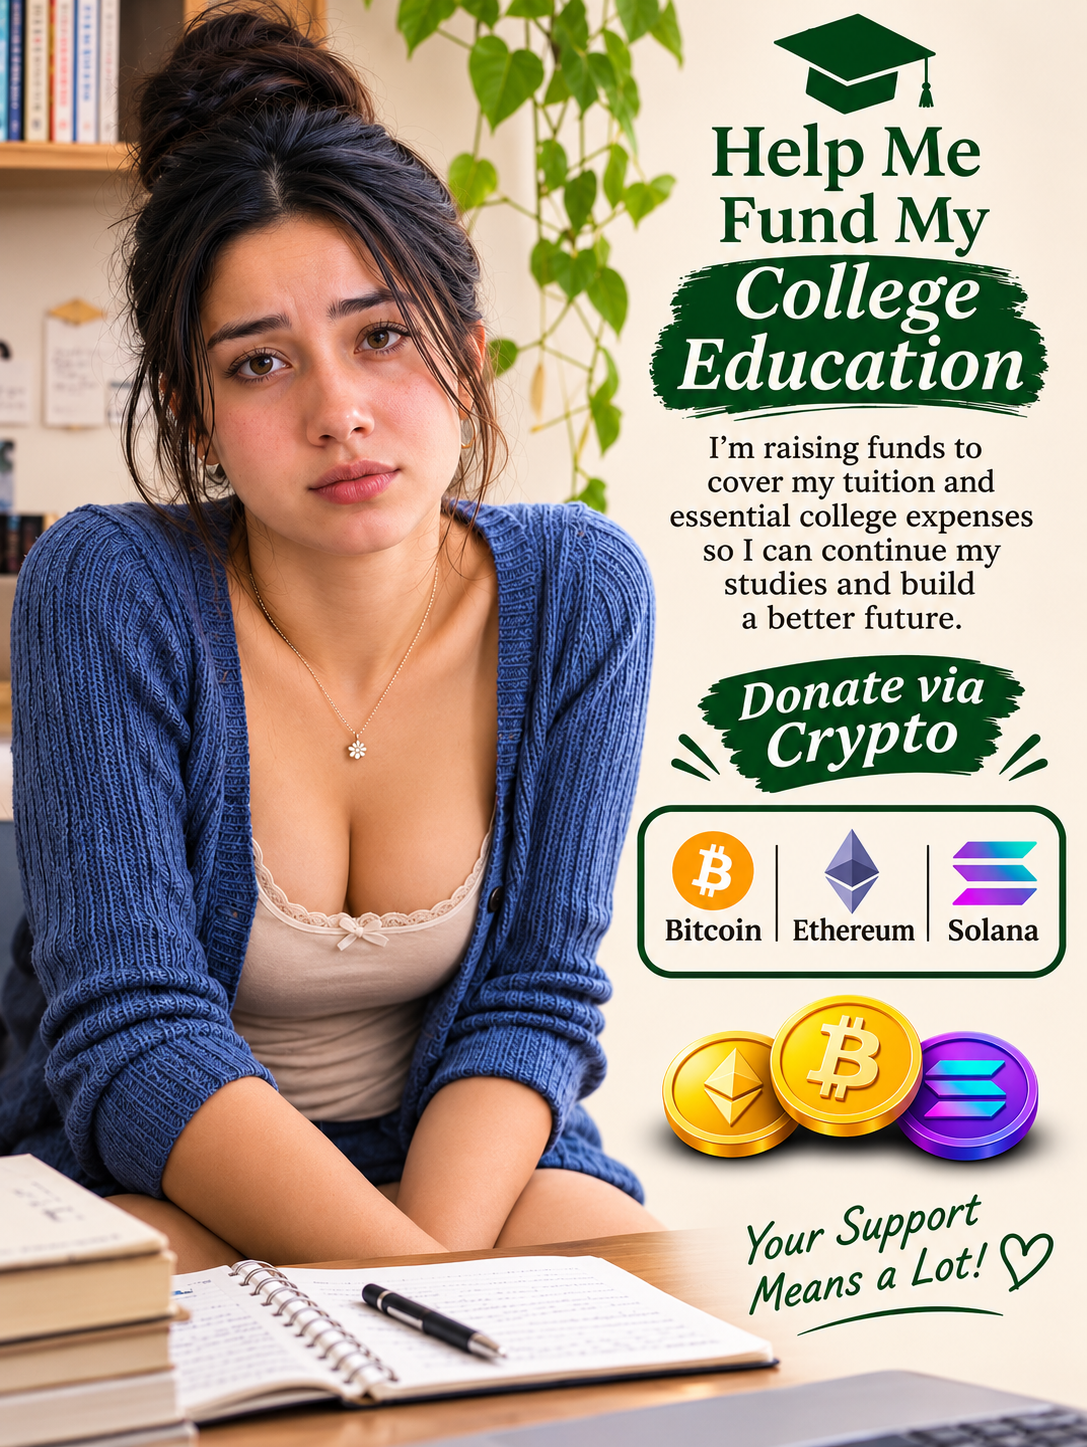 Help Me
Fund My
College
Education
I'm raising funds to
cover my tuition and
essential college expenses
so I can continue my
studies and build
a better future.
Donate via
Crypto
Bitcoin
Ethereum
Solana
Your Support
Means a Lot!